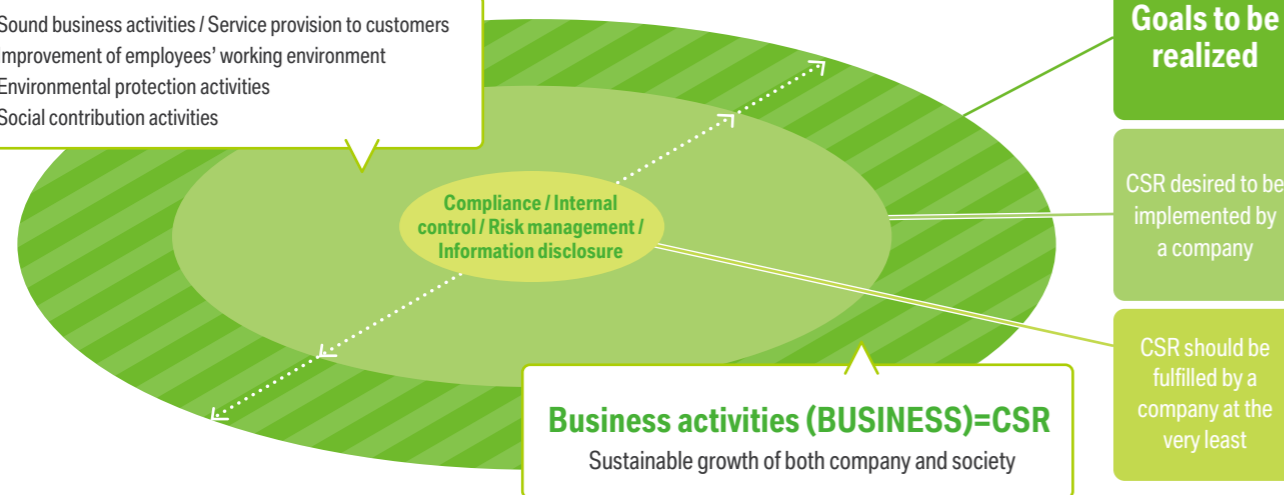 Sound business activities / Service provision to customers
Improvement of employees' working environment
Environmental protection activities
Social contribution activities
Compliance / Internal
control / Risk management /
Information disclosure
Business activities (BUSINESS)=CSR
Sustainable growth of both company and society
Goals to be
realized
CSR desired to be
implemented by
a company
CSR should be
fulfilled by a
company at the
very least